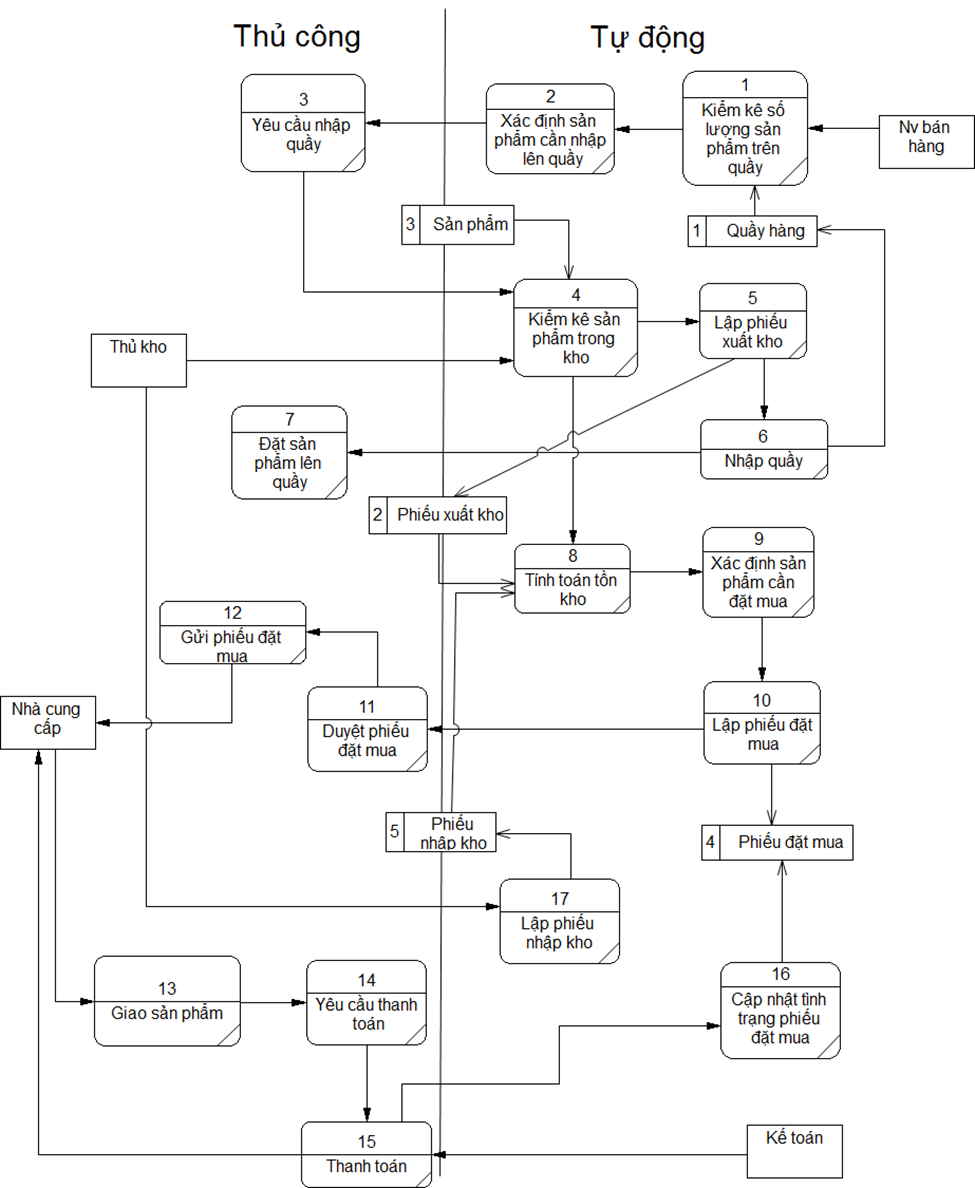 Thủ công
Tự động
3
Yêu cầu nhập
quầy
2
Xác định sản
phẩm cần nhập
lên quầy
1
Kiểm kê số
lượng sản
phẩm trên
quầy
Nv bán
hàng
3 Sản phẩm
1 Quầy hàng
4
Kiểm kê sản
phẩm trong
kho
5
Lập phiếu
xuất kho
Thủ kho
7
Đặt sản
phẩm lên
quầy
6
Nhập quầy
2 Phiếu xuất kho
8
Tính toán tồn
kho
9
Xác định sản
phẩm cần
đặt mua
12
Gửi phiếu đặt
mua
Nhà cung
cấp
11
Duyệt phiếu
đặt mua
10
Lập phiếu đặt
mua
5 Phiếu
nhập kho
4 Phiếu đặt mua
17
Lập phiếu
nhập kho
13
Giao sản phẩm
14
Yêu cầu thanh
toán
16
Cập nhật tình
trạng phiếu
đặt mua
15
Thanh toán
Kế toán